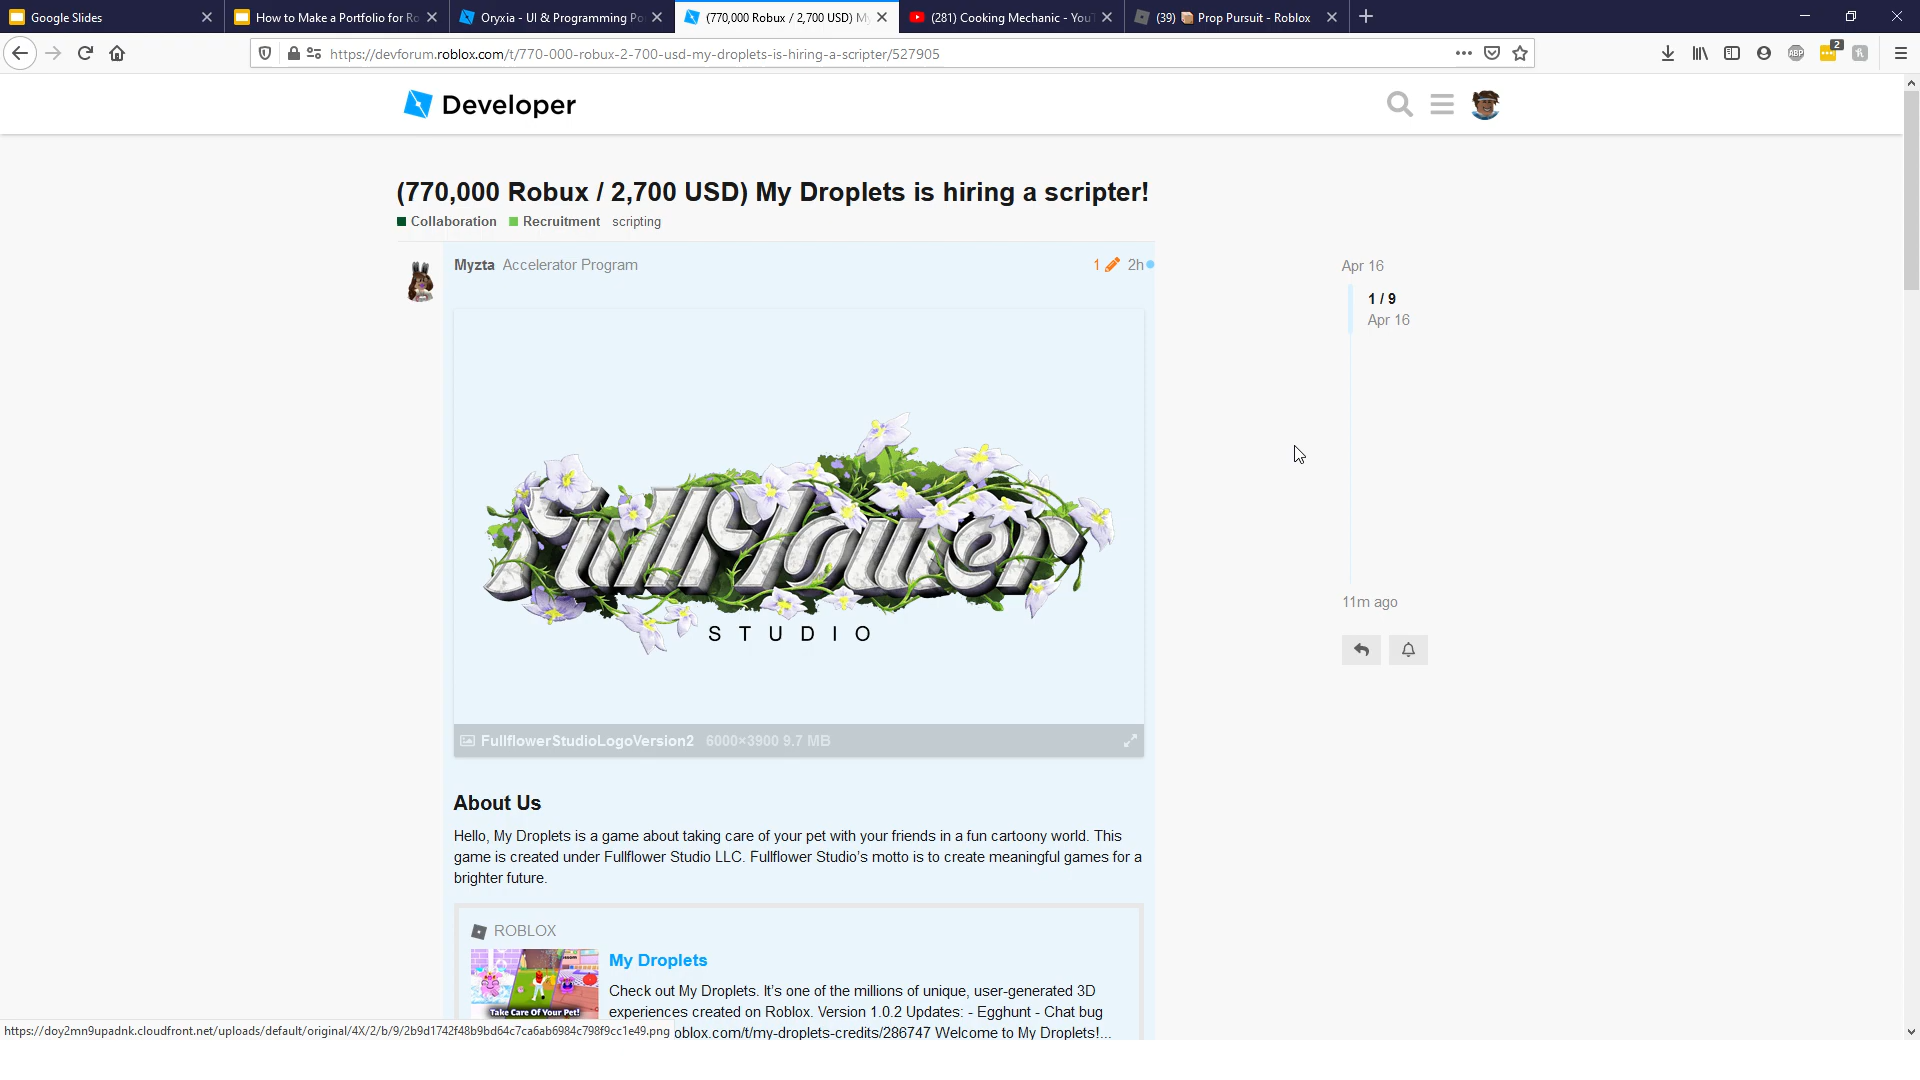 Google Slides
How to Make a Portfolio for Ro
Oryxia - UI & Programming Po
(770,000 Robux / 2,700 USD) M
(281) Cooking Mechanic - YouT
(39) Prop Pursuit - Roblox
https://devforum.roblox.com/t/770-000-robux-2-700-usd-my-droplets-is-hiring-a-scripter/527905
ABP
2
Developer
(770,000 Robux / 2,700 USD) My Droplets is hiring a scripter!
Collaboration Recruitment scripting
Myzta Accelerator Program
1 2h
Apr 16
1 / 9
Apr 16
11m ago
Fullflower
STUDIO
FullflowerStudioLogoVersion2 6000×3900 9.7 MB
About Us
Hello, My Droplets is a game about taking care of your pet with your friends in a fun cartoony world. This
game is created under Fullflower Studio LLC. Fullflower Studio's motto is to create meaningful games for a
brighter future.
ROBLOX
My Droplets
Check out My Droplets. It's one of the millions of unique, user-generated 3D
experiences created on Roblox. Version 1.0.2 Updates: - Egghunt - Chat bug
Take Care Of Your Pet!
oblox.com/t/my-droplets-credits/286747 Welcome to My Droplets!...
https://doy2mn9upadnk.cloudfront.net/uploads/default/original/4X/2/b/9/2b9d1742f48b9bd64c7ca6ab6984c798f9cc1e49.png